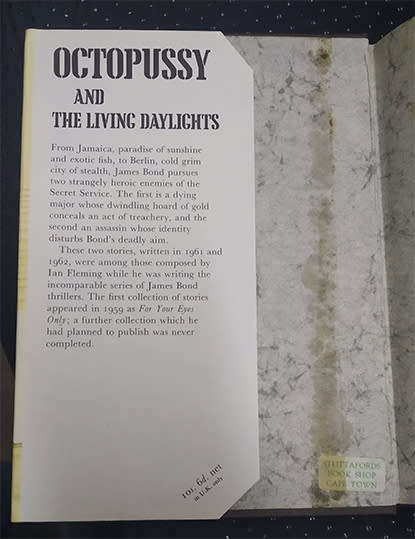 OCTOPUSSY
AND
THE LIVING DAYLIGHTS
From Jamaica, paradise of sunshine
and exotic fish, to Berlin, cold grim
city of stealth, James Bond pursues
two strangely heroic enemies of the
Secret Service. The first is a dying
major whose dwindling hoard of gold
conceals an act of treachery, and the
second an assassin whose identity
disturbs Bond's deadly aim.
These two stories, written in 1961 and
1962, were among those composed by
Ian Fleming while he was writing the
incomparable series of James Bond
thrillers. The first collection of stories
appeared in 1959 as For Your Eyes
Only; a further collection which he
had planned to publish was never
completed.
10s. 6d. net
in U.K. only
STUTTAFORDS
BOOK SHOP
CAPE TOWN